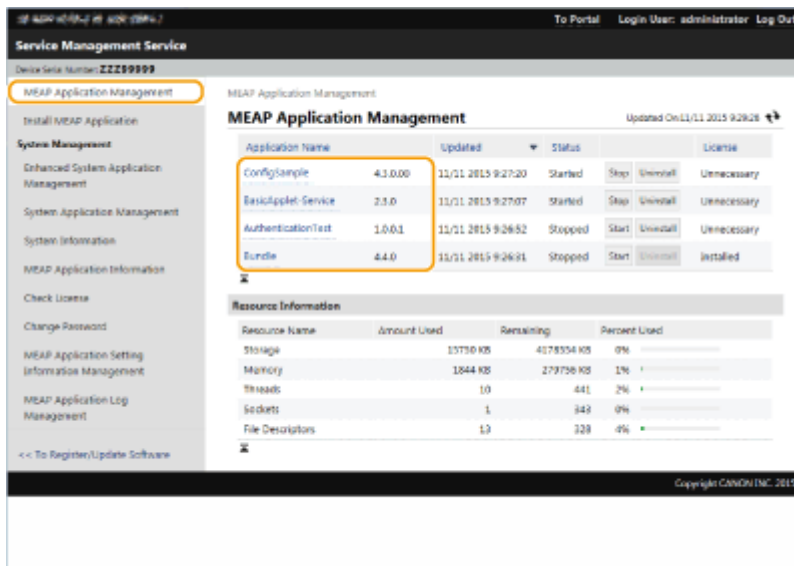 To Portal Login User: administrator Log Out
Service Management Service
Device Serial Number: ZZZ99999
MEAP Application Management
Install MEAP Application
System Management
Enhanced System Application
Management
System Application Management
System Information
MEAP Application Information
Check License
Change Password
MEAP Application Setting
Information Management
MEAP Application Log
Management
<< To Register/Update Software
MEAP Application Management
MEAP Application Management Updated On:11/11 2015 9:29:28
Application Name Updated Status License
ConfigSample 4.3.0.00 11/11 2015 9:27:20 Started Stop Uninstall Unnecessary
BasicApplet-Service 2.3.0 11/11 2015 9:27:07 Started Stop Uninstall Unnecessary
AuthenticationTest 1.0.0.1 11/11 2015 9:26:52 Stopped Start Uninstall Unnecessary
Bundle 4.4.0 11/11 2015 9:26:31 Stopped Start Uninstall Installed
Resource Information
Resource Name Amount Used Remaining Percent Used
Storage 15750 KB 4178554 KB 0%
Memory 1844 KB 279756 KB 1%
Threads 10 441 2%
Sockets 1 343 0%
File Descriptors 13 328 4%
Copyright CANON INC. 2015